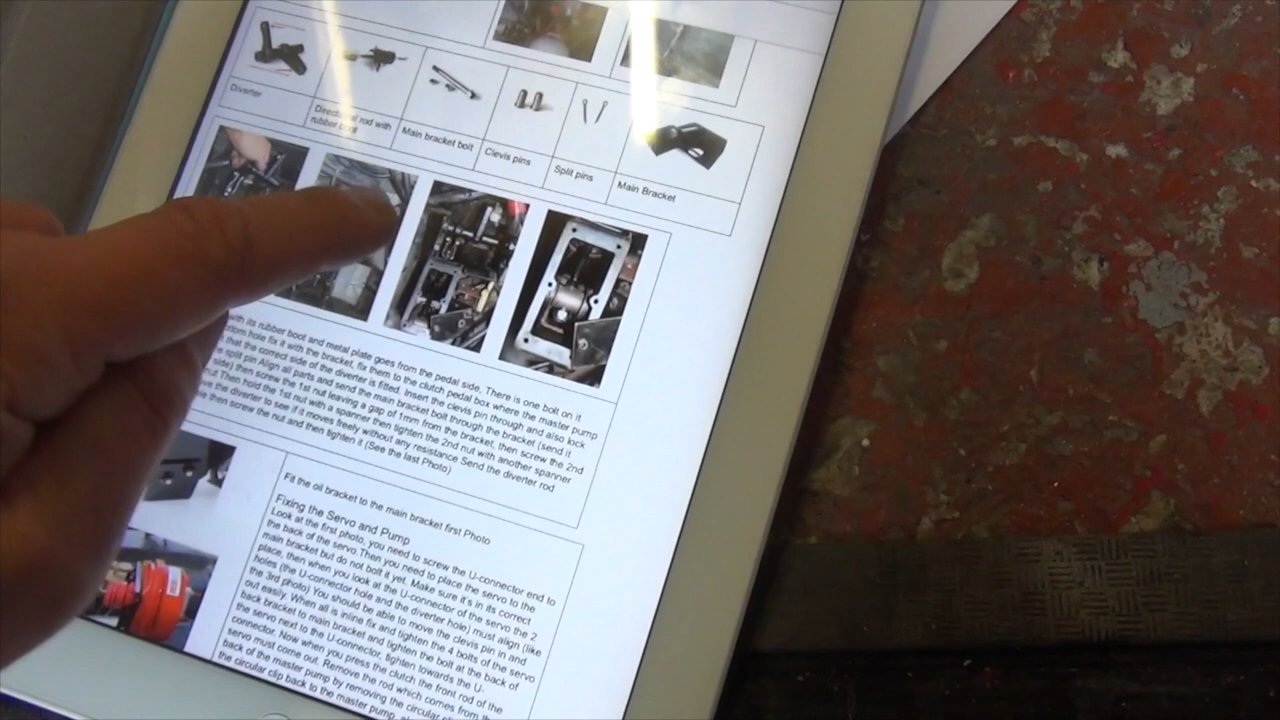 Diverter
Directional rod with
rubber boot
Main bracket bolt
Clevis pins
Split pins
Main Bracket
with its rubber boot and metal plate goes from the pedal side. There is one bolt on it
hole fix it with the bracket, fix them to the clutch pedal box where the master pump
that the correct side of the diverter is fitted. Insert the clevis pin through and also lock
split pin Align all parts and send the main bracket bolt through the bracket (send it
side) then screw the 1st nut leaving a gap of 1mm from the bracket, then screw the 2nd
Then hold the 1st nut with a spanner then tighten the 2nd nut with another spanner
the diverter to see if it moves freely without any resistance Send the diverter rod
then screw the nut and then tighten it (See the last Photo)
Fit the oil bracket to the main bracket first Photo
Fixing the Servo and Pump
Look at the first photo, you need to screw the U-connector end to
the back of the servo.Then you need to place the servo to the
main bracket but do not bolt it yet. Make sure it's in its correct
place, then when you look at the U-connector of the servo the 2
holes (the U-connector hole and the diverter hole) must align (like
the 3rd photo) You should be able to move the clevis pin in and
out easily. When all is inline fix and tighten the 4 bolts of the servo
back bracket to main bracket and tighten the bolt at the back of
the servo next to the U-connector, tighten towards the U-
connector. Now when you press the clutch the front rod of the
servo must come out. Remove the rod which comes from the
back of the master pump by removing the circular
the circular clip back to the master pump,